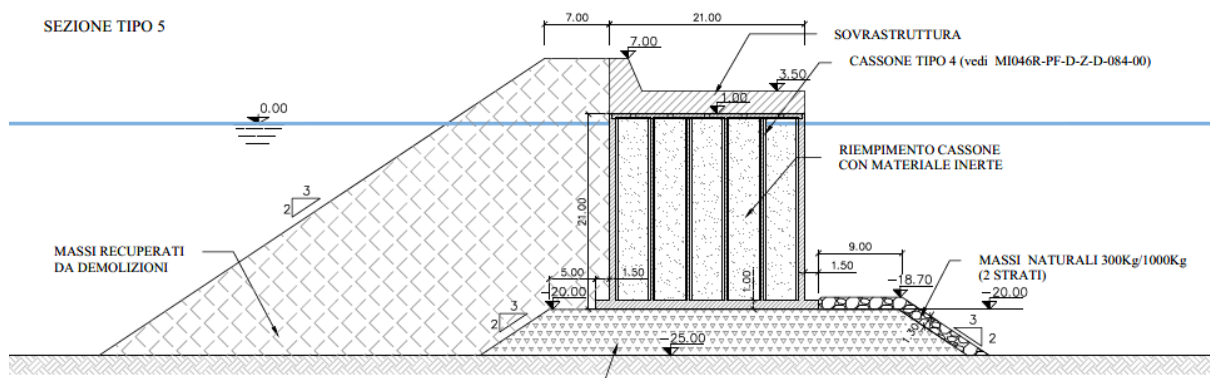 SEZIONE TIPO 5
7.00
21.00
7.00
SOVRASTRUTTURA
CASSONE TIPO 4 (vedi MI046R-PF-D-Z-D-084-00)
3.50
1.00
0.00
RIEMPIMENTO CASSONE
CON MATERIALE INERTE
3
2
21.00
MASSI RECUPERATI
DA DEMOLIZIONI
9.00
MASSI NATURALI 300Kg/1000Kg
(2 STRATI)
5.00
1.50
1.00
1.50
-18.70
-20.00
-20.00
3
2
1.30
3
2
-25.00